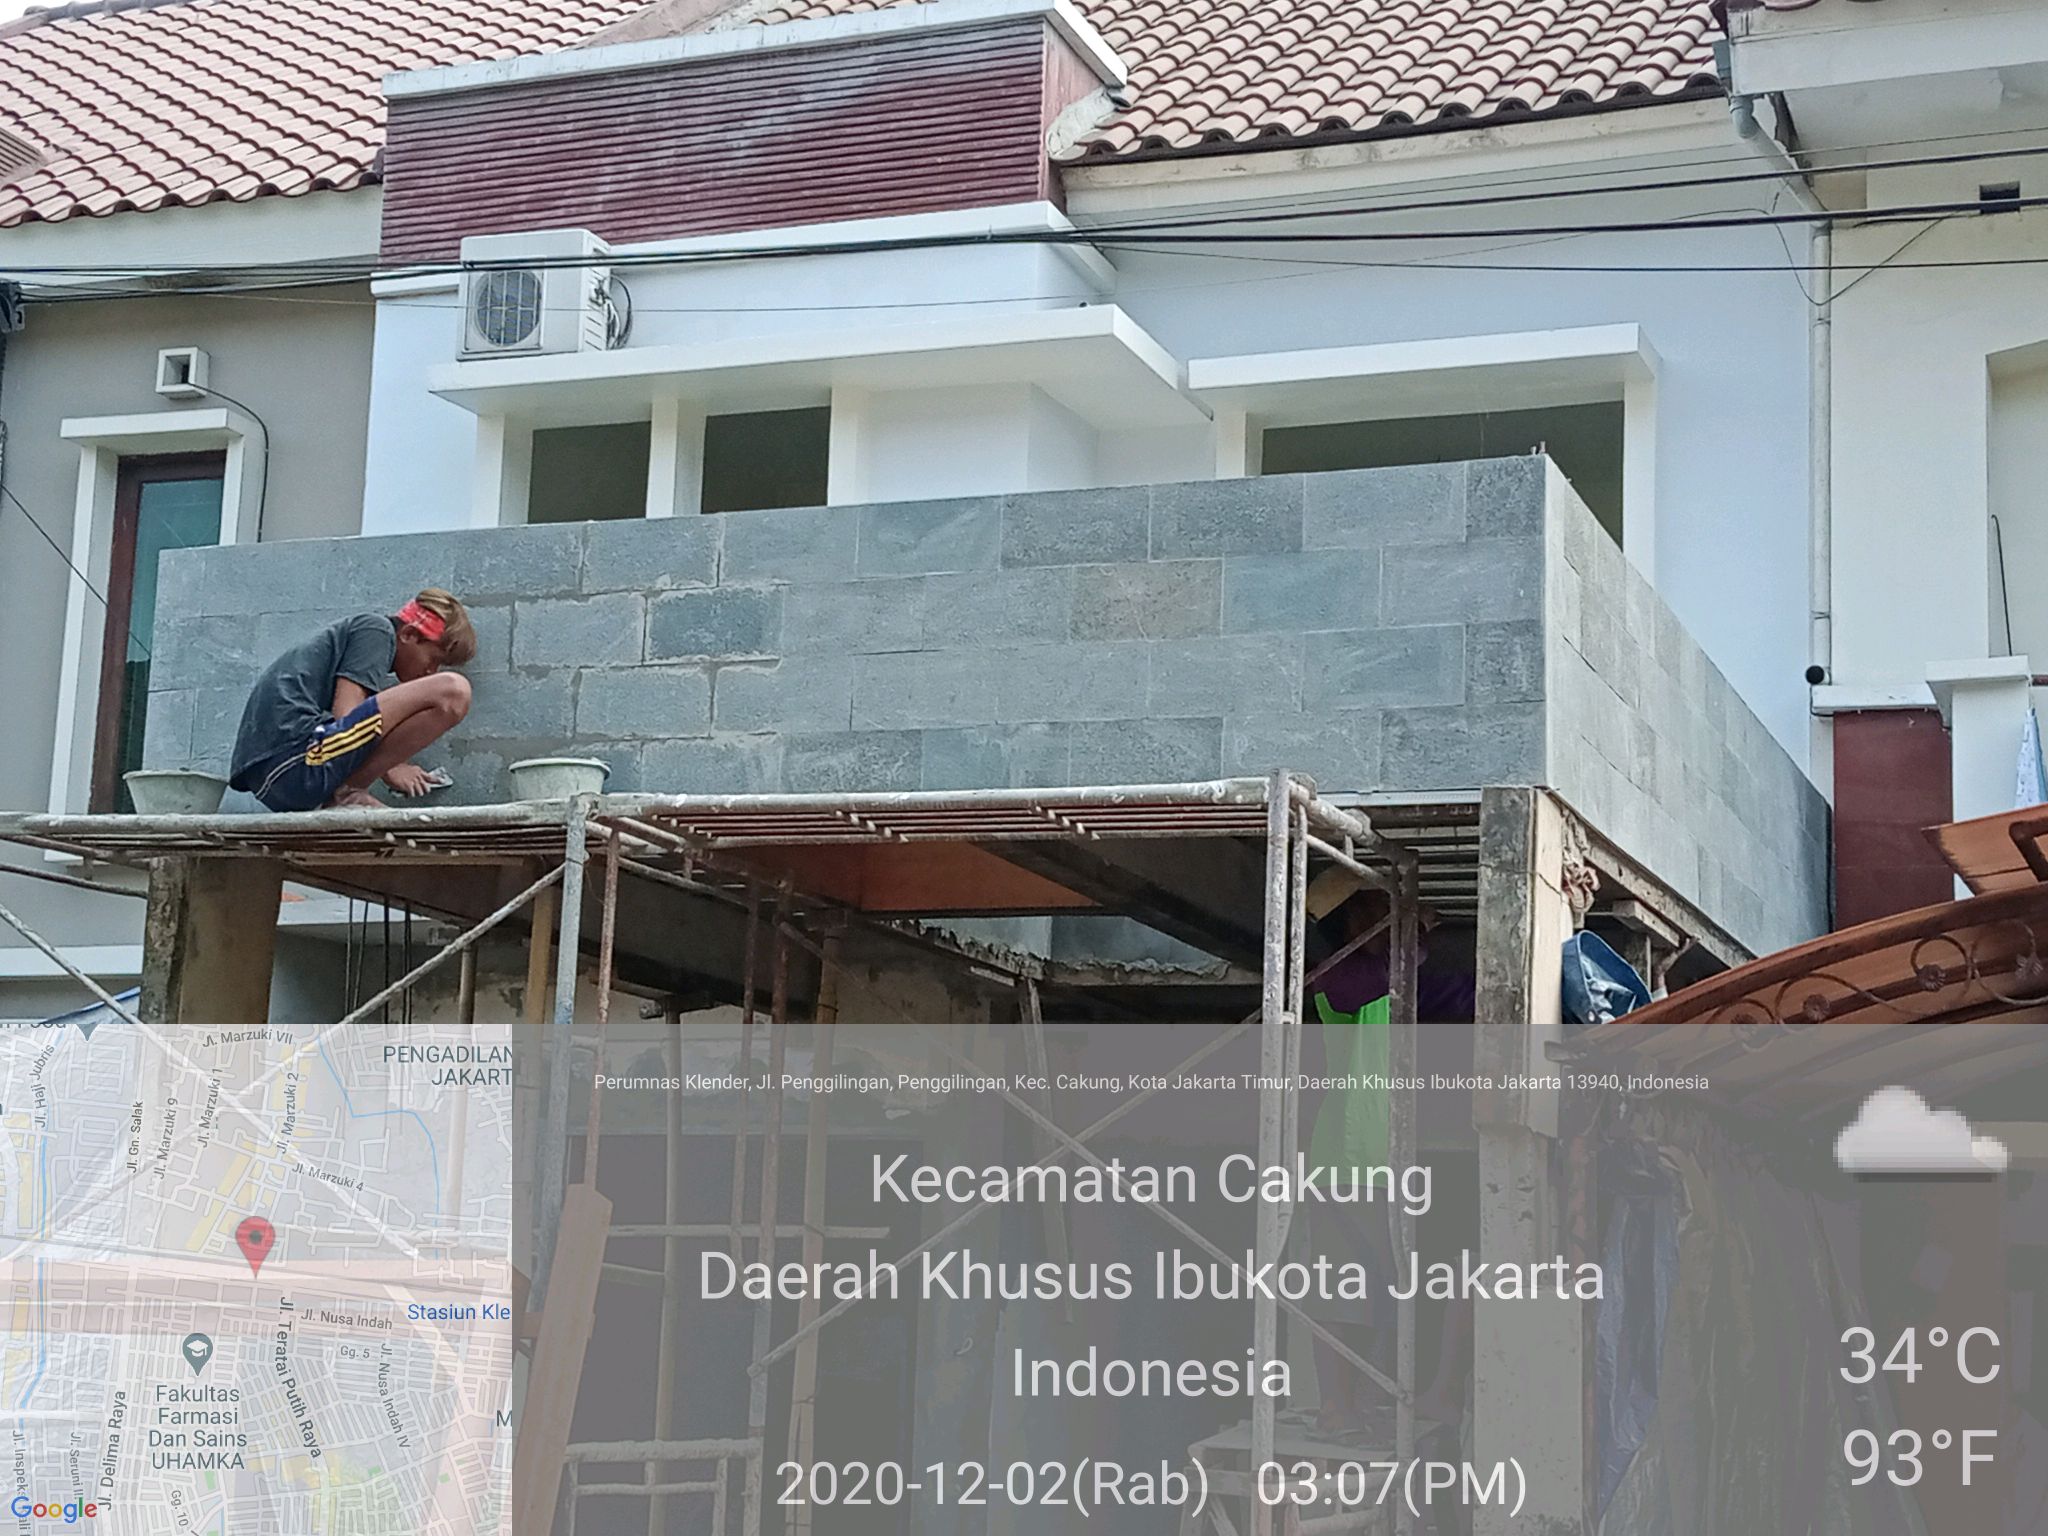 Jl. Marzuki VII
PENGADILAN
JAKART
Jl. Haji Jubris
Jl. Gn. Salak
Jl. Marzuki 9
Jl. Marzuki 1
Jl. Marzuki 2
Jl. Marzuki 4
Stasiun Kle
Jl. Nusa Indah
Gg. 5
Jl. Teratai Putih Raya
Jl. Nusa Indah IV
Fakultas
Farmasi
Dan Sains
UHAMKA
Jl. Delima Raya
Gg. 10
Google
Perumnas Klender, Jl. Penggilingan, Penggilingan, Kec. Cakung, Kota Jakarta Timur, Daerah Khusus Ibukota Jakarta 13940, Indonesia
Kecamatan Cakung
Daerah Khusus Ibukota Jakarta
Indonesia
2020-12-02(Rab) 03:07(PM)
34°C
93°F